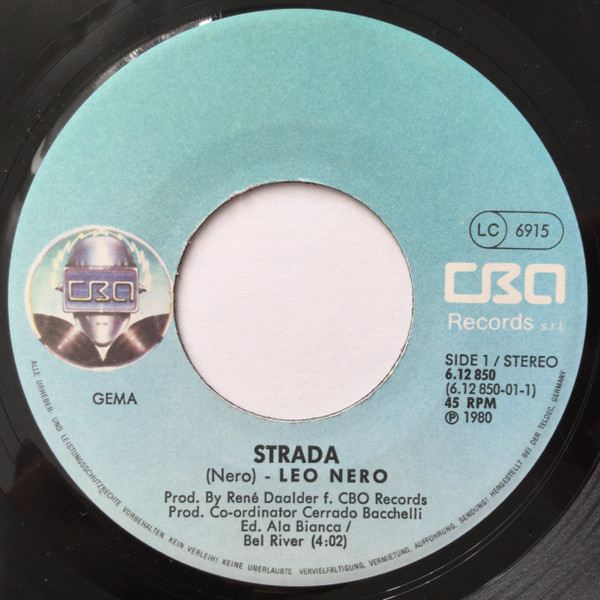 LC 6915
CBA
CBA
Records s.r.l
SIDE 1 / STEREO
6.12 850
(6.12 850-01-1)
45 RPM
℗ 1980
GEMA
STRADA
(Nero) - LEO NERO
Prod. By René Daalder f. CBO Records
Prod. Co-ordinator Cerrado Bacchelli
Ed. Ala Bianca /
Bel River (4:02)
ALLE URHEBER- UND LEISTUNGSSCHUTZRECHTE VORBEHALTEN KEIN VERLEIH! KEINE UNERLAUBTE VERVIELFÄLTIGUNG, VERMIETUNG, AUFFÜHRUNG, SENDUNG! HERGESTELLT BEI DER TELDEC, GERMANY